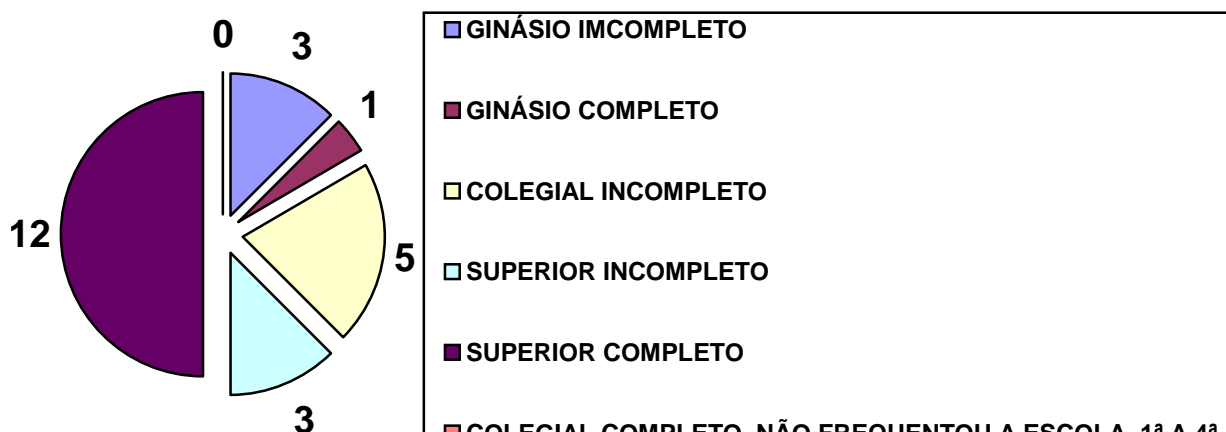 0
3
1
12
5
3
GINÁSIO IMCOMPLETO
GINÁSIO COMPLETO
COLEGIAL INCOMPLETO
SUPERIOR INCOMPLETO
SUPERIOR COMPLETO
COLEGIAL COMPLETO, NÃO FREQUENTOU A ESCOLA, 1ª A 4ª